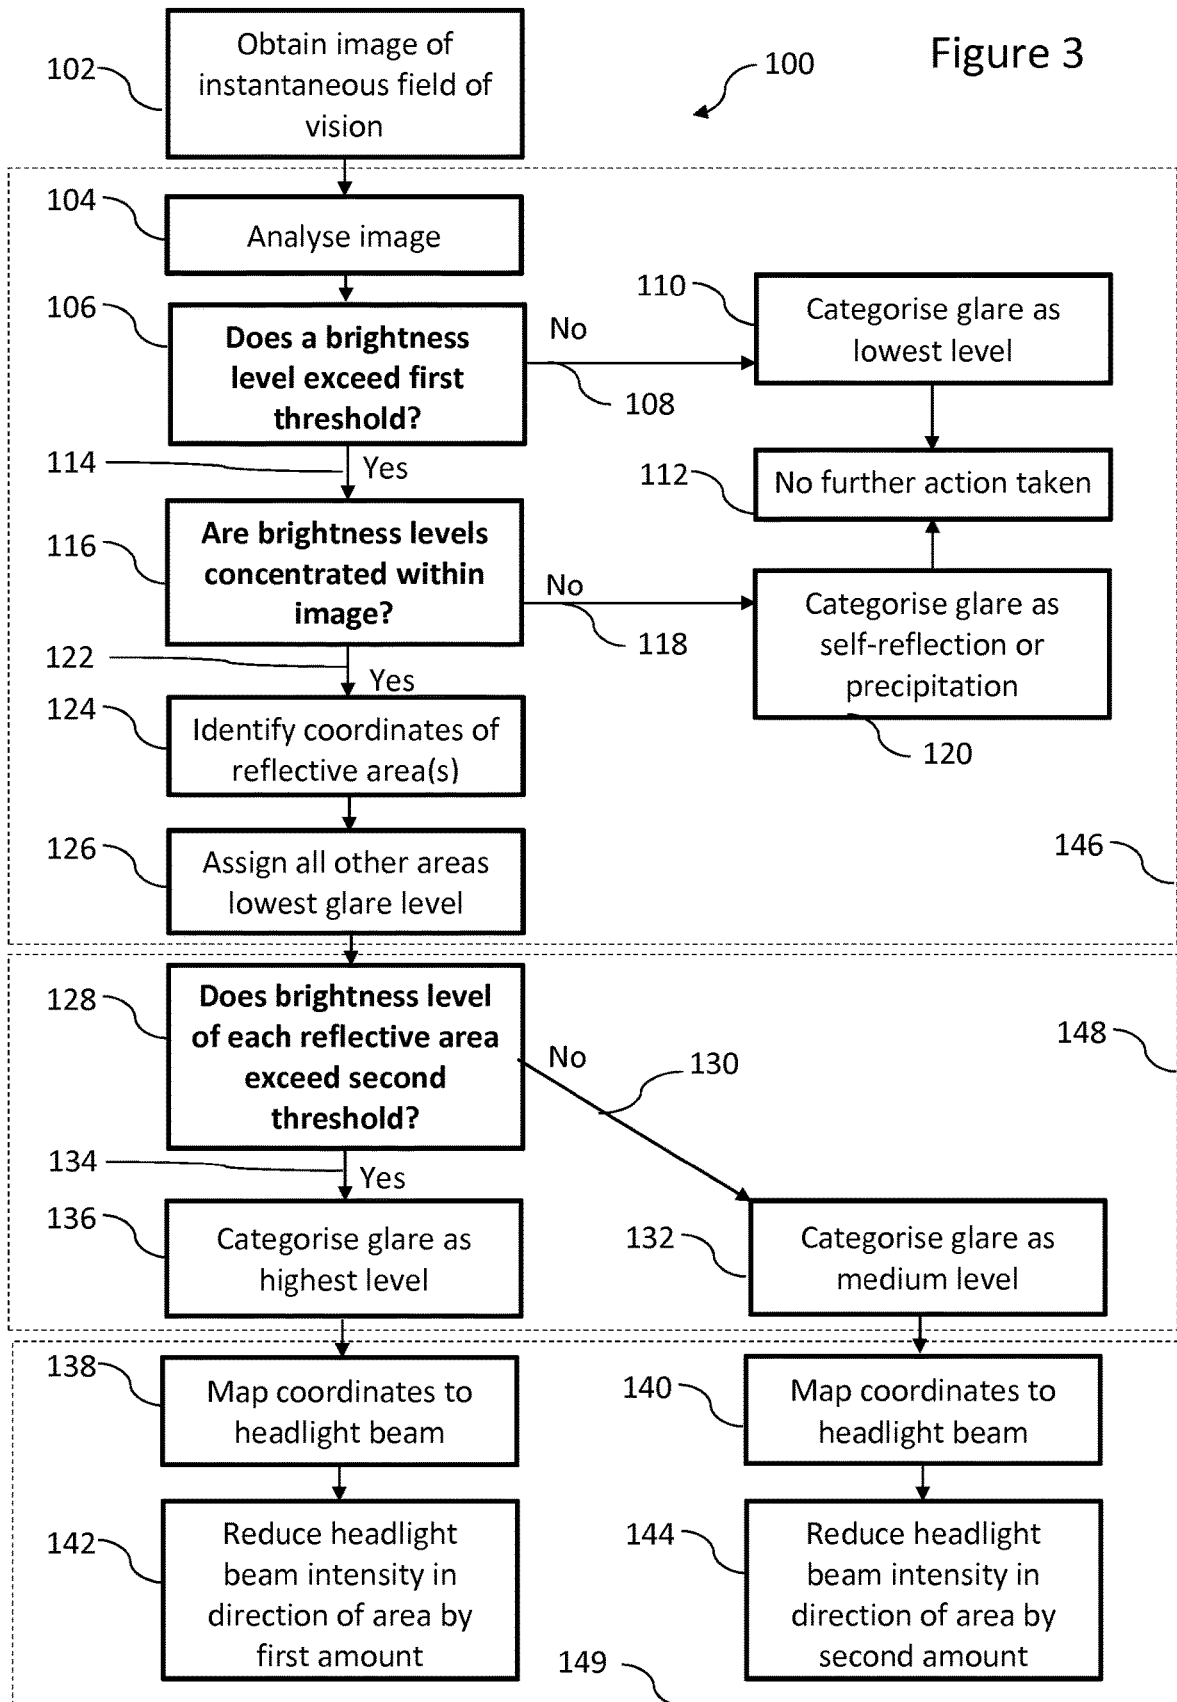 Figure 3
100
102
Obtain image of
instantaneous field of
vision
104
Analyse image
106
Does a brightness
level exceed first
threshold?
No
108
110
Categorise glare as
lowest level
112
No further action taken
114
Yes
116
Are brightness levels
concentrated within
image?
No
118
Categorise glare as
self-reflection or
precipitation
120
122
Yes
124
Identify coordinates of
reflective area(s)
126
Assign all other areas
lowest glare level
146
128
Does brightness level
of each reflective area
exceed second
threshold?
No
130
148
134
Yes
136
Categorise glare as
highest level
132
Categorise glare as
medium level
138
Map coordinates to
headlight beam
140
Map coordinates to
headlight beam
142
Reduce headlight
beam intensity in
direction of area by
first amount
144
Reduce headlight
beam intensity in
direction of area by
second amount
149